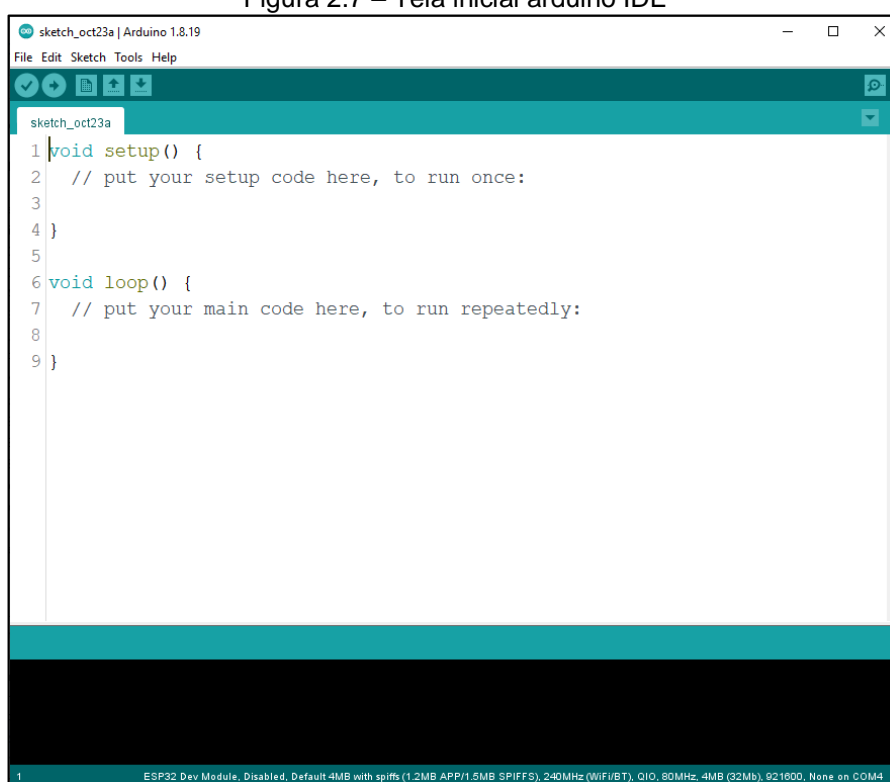 Figura 2.7 – Tela inicial arduino IDE
sketch_oct23a | Arduino 1.8.19
File Edit Sketch Tools Help
sketch_oct23a
1 void setup() {
2 // put your setup code here, to run once:
3
4 }
5
6 void loop() {
7 // put your main code here, to run repeatedly:
8
9 }
1 ESP32 Dev Module, Disabled, Default 4MB with spiffs (1.2MB APP/1.5MB SPIFFS), 240MHz (WiFi/BT), QIO, 80MHz, 4MB (32Mb), 921600, None on COM4